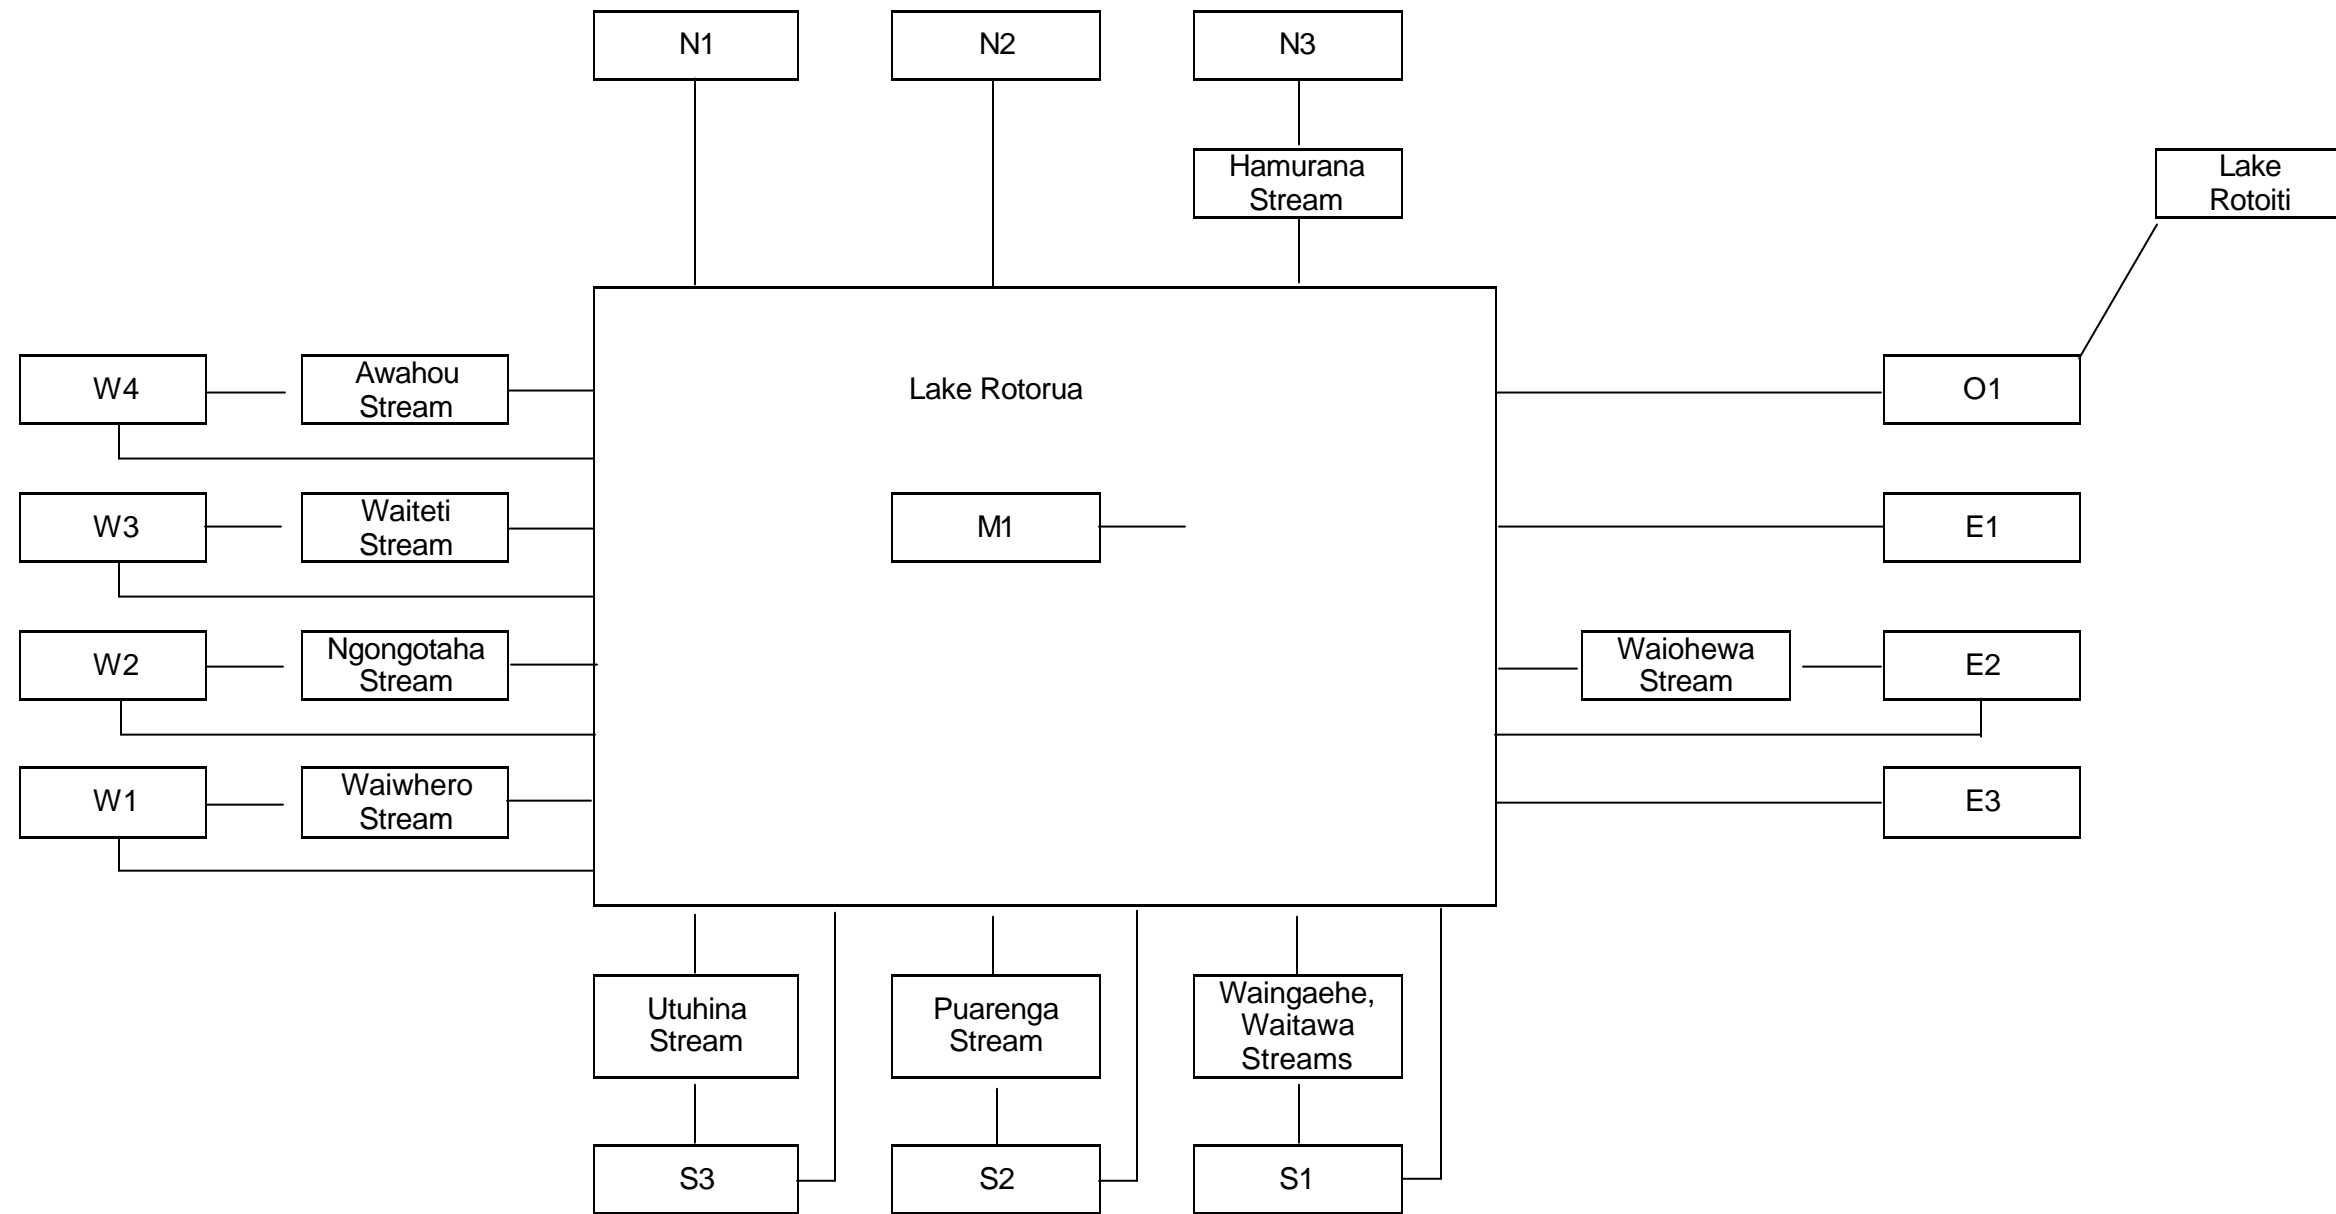 N1
N2
N3
Hamurana
Stream
Lake
Rotoiti
W4
Awahou
Stream
Lake Rotorua
O1
W3
Waiteti
Stream
M1
E1
W2
Ngongotaha
Stream
Waiohewa
Stream
E2
W1
Waiwhero
Stream
E3
Utuhina
Stream
Puarenga
Stream
Waingaehe,
Waitawa
Streams
S3
S2
S1